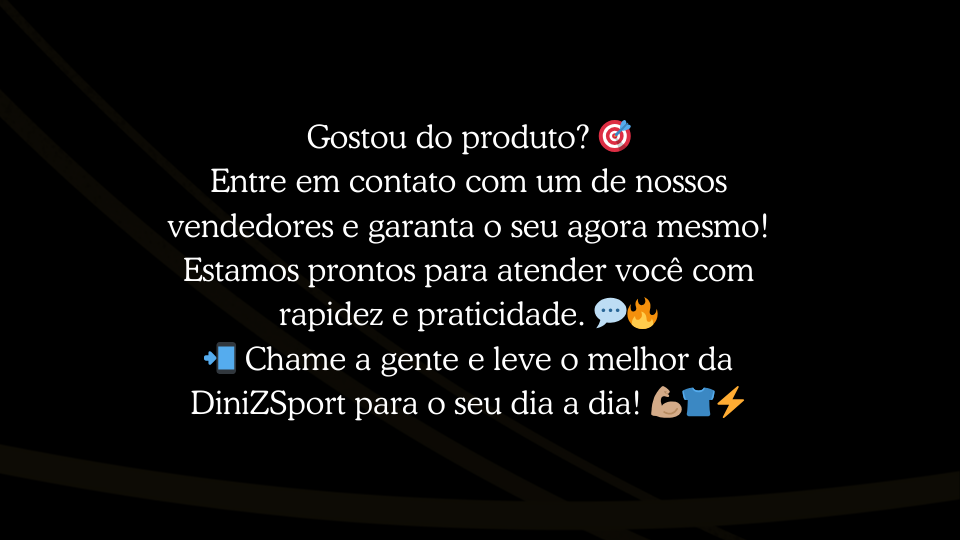 Gostou do produto? 🎯
Entre em contato com um de nossos
vendedores e garanta o seu agora mesmo!
Estamos prontos para atender você com
rapidez e praticidade. 💬🔥
📲 Chame a gente e leve o melhor da
DiniZSport para o seu dia a dia! 💪🏽👕⚡